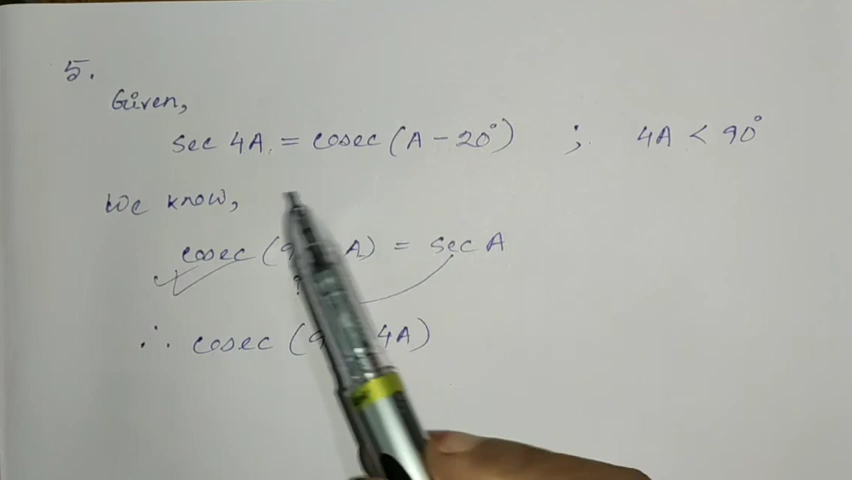 5.
Given,
sec 4A = cosec (A - 20°) ; 4A < 90°
We know,
cosec (9 A) = sec A
∴ cosec (9 4A)